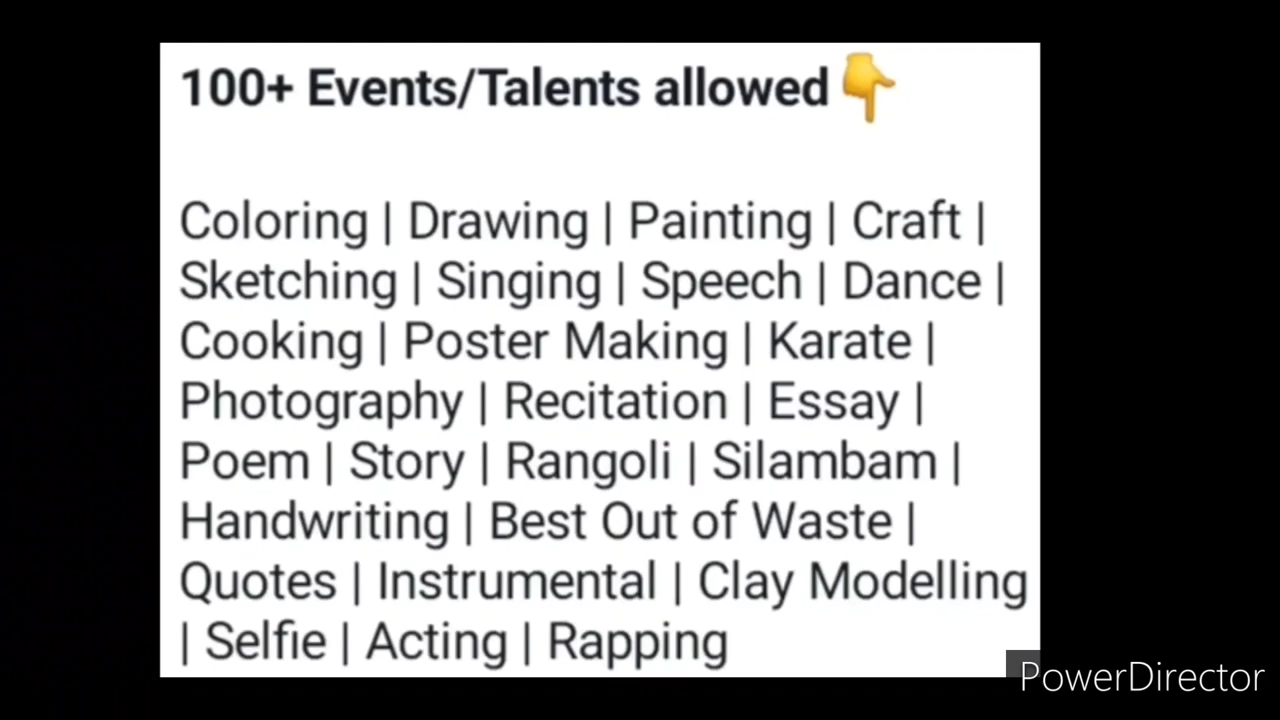 100+ Events/Talents allowed👇
Coloring | Drawing | Painting | Craft |
Sketching | Singing | Speech | Dance |
Cooking | Poster Making | Karate |
Photography | Recitation | Essay |
Poem | Story | Rangoli | Silambam |
Handwriting | Best Out of Waste |
Quotes | Instrumental | Clay Modelling
| Selfie | Acting | Rapping
PowerDirector